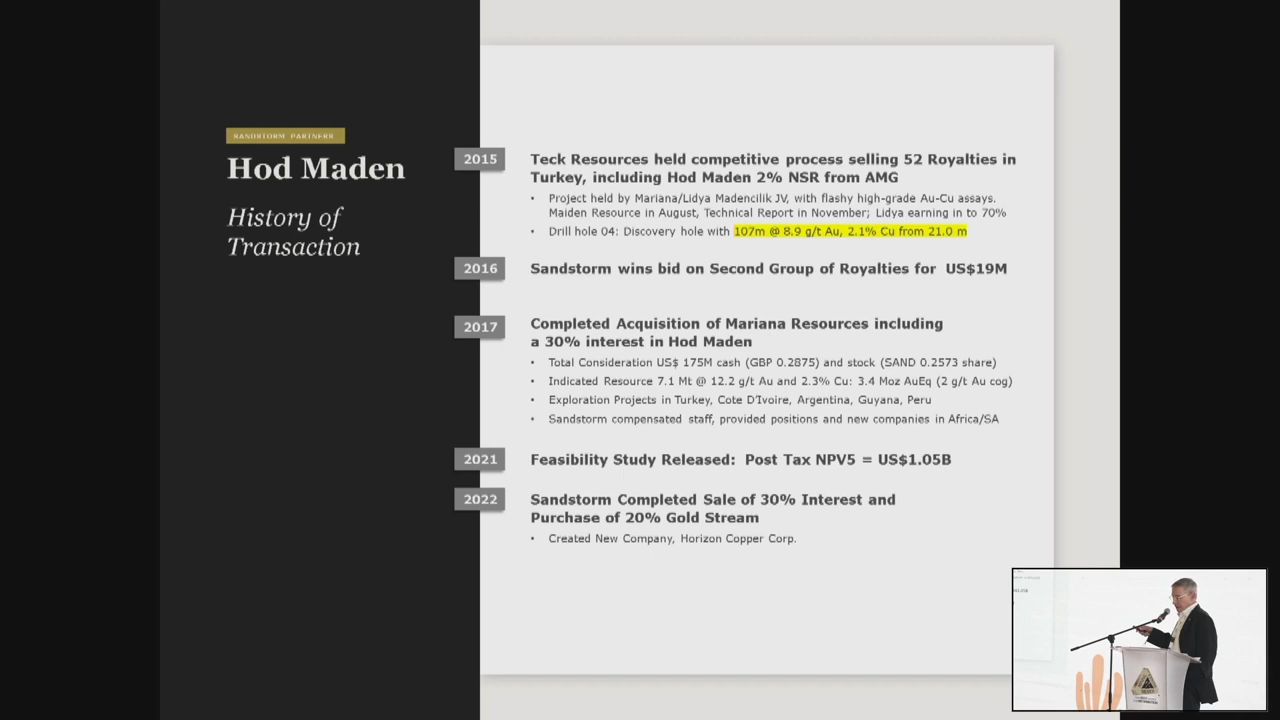 SANDSTORM PARTNERR
Hod Maden
History of
Transaction
2015
Teck Resources held competitive process selling 52 Royalties in
Turkey, including Hod Maden 2% NSR from AMG
• Project held by Mariana/Lidya Madencilik JV, with flashy high-grade Au-Cu assays.
Maiden Resource in August, Technical Report in November; Lidya earning in to 70%
• Drill hole 04: Discovery hole with 107m @ 8.9 g/t Au, 2.1% Cu from 21.0 m
2016
Sandstorm wins bid on Second Group of Royalties for US$19M
2017
Completed Acquisition of Mariana Resources including
a 30% interest in Hod Maden
• Total Consideration US$ 175M cash (GBP 0.2875) and stock (SAND 0.2573 share)
• Indicated Resource 7.1 Mt @ 12.2 g/t Au and 2.3% Cu: 3.4 Moz AuEq (2 g/t Au cog)
• Exploration Projects in Turkey, Cote D'Ivoire, Argentina, Guyana, Peru
• Sandstorm compensated staff, provided positions and new companies in Africa/SA
2021
Feasibility Study Released: Post Tax NPV5 = US$1.05B
2022
Sandstorm Completed Sale of 30% Interest and
Purchase of 20% Gold Stream
• Created New Company, Horizon Copper Corp.